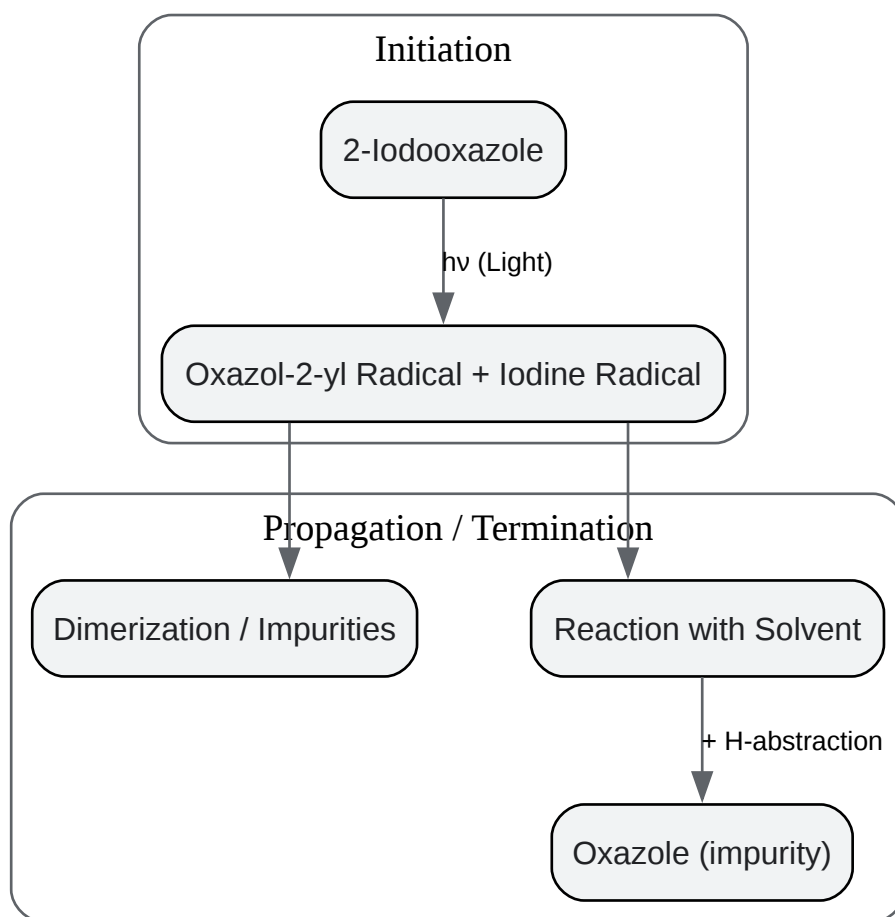 Initiation
2-Iodooxazole
hν (Light)
Oxazol-2-yl Radical + Iodine Radical
Propagation / Termination
Dimerization / Impurities
Reaction with Solvent
+ H-abstraction
Oxazole (impurity)